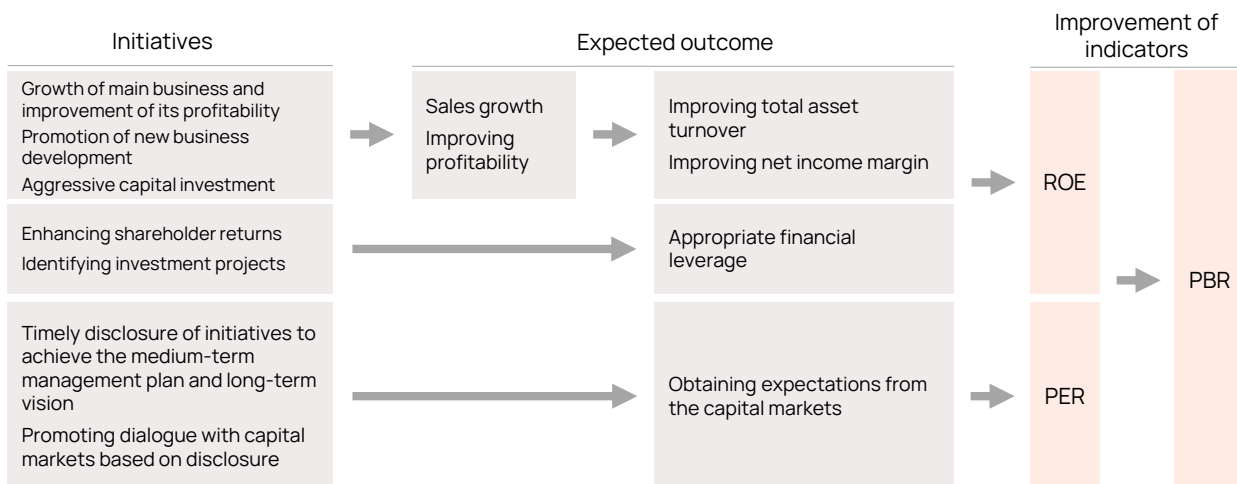 Initiatives
Expected outcome
Improvement of
indicators
Growth of main business and
improvement of its profitability
Promotion of new business
development
Aggressive capital investment
Sales growth
Improving
profitability
Improving total asset
turnover
Improving net income margin
ROE
Enhancing shareholder returns
Identifying investment projects
Appropriate financial
leverage
PBR
Timely disclosure of initiatives to
achieve the medium-term
management plan and long-term
vision
Promoting dialogue with capital
markets based on disclosure
Obtaining expectations from
the capital markets
PER